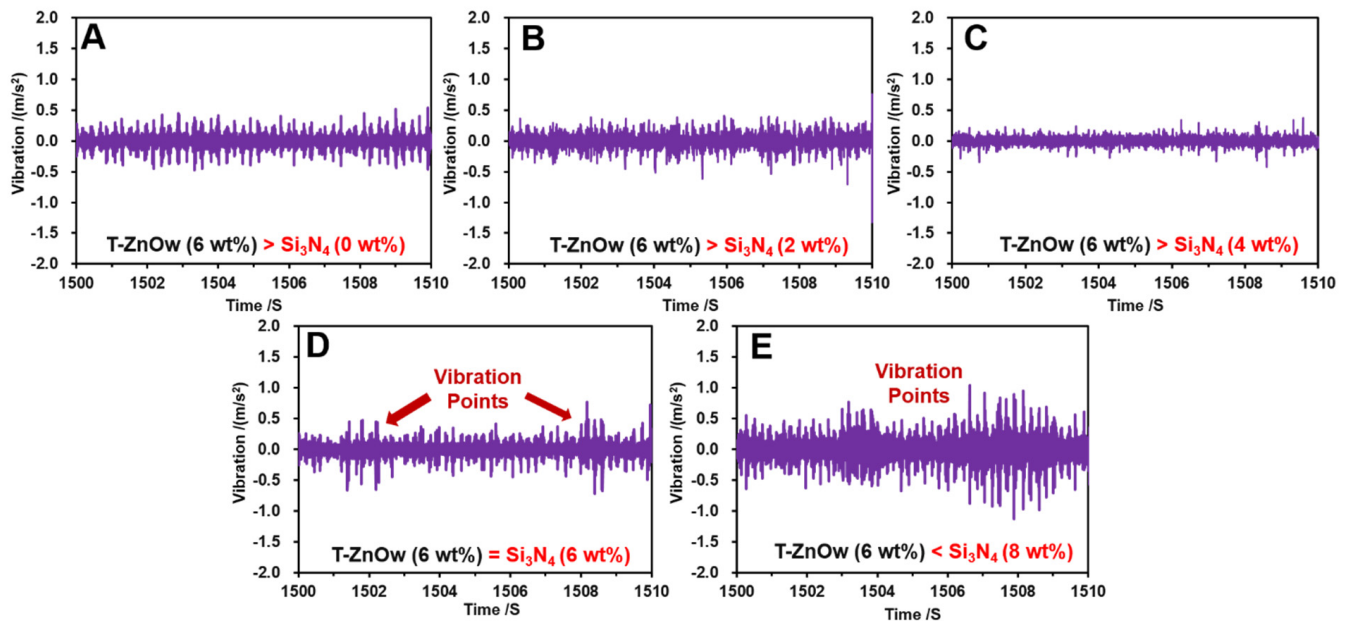 A
2.0
1.5
1.0
0.5
0.0
-0.5
-1.0
-1.5
-2.0
Vibration /(m/s²)
T-ZnOw (6 wt%) > Si₃N₄ (0 wt%)
1500 1502 1504 1506 1508 1510
Time /S
B
2.0
1.5
1.0
0.5
0.0
-0.5
-1.0
-1.5
-2.0
Vibration /(m/s²)
T-ZnOw (6 wt%) > Si₃N₄ (2 wt%)
1500 1502 1504 1506 1508 1510
Time /S
C
2.0
1.5
1.0
0.5
0.0
-0.5
-1.0
-1.5
-2.0
Vibration /(m/s²)
T-ZnOw (6 wt%) > Si₃N₄ (4 wt%)
1500 1502 1504 1506 1508 1510
Time /S
D
2.0
1.5
1.0
0.5
0.0
-0.5
-1.0
-1.5
-2.0
Vibration /(m/s²)
Vibration
Points
T-ZnOw (6 wt%) = Si₃N₄ (6 wt%)
1500 1502 1504 1506 1508 1510
Time /S
E
2.0
1.5
1.0
0.5
0.0
-0.5
-1.0
-1.5
-2.0
Vibration /(m/s²)
Vibration
Points
T-ZnOw (6 wt%) < Si₃N₄ (8 wt%)
1500 1502 1504 1506 1508 1510
Time /S